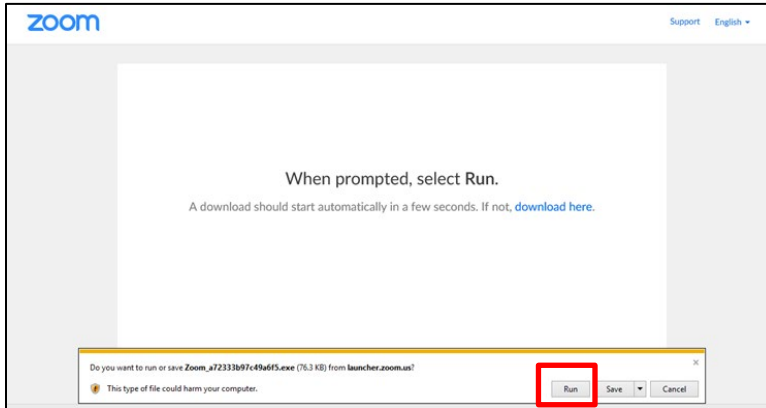 zoom
Support English
When prompted, select Run.
A download should start automatically in a few seconds. If not, download here.
Do you want to run or save Zoom_a72333b97c49a6f5.exe (76.3 KB) from launcher.zoom.us?
This type of file could harm your computer.
Run Save Cancel